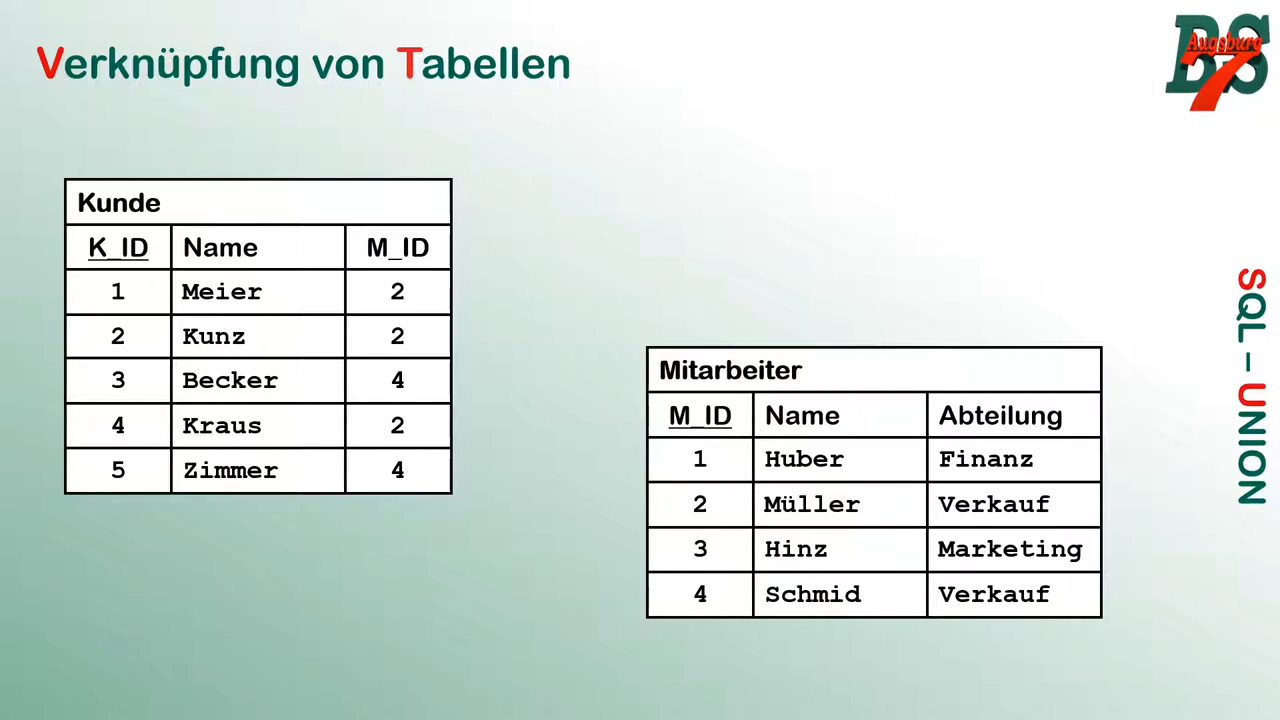 Verknüpfung von Tabellen
BS
Augsburg
7
Kunde
K_ID Name M_ID
1 Meier 2
2 Kunz 2
3 Becker 4
4 Kraus 2
5 Zimmer 4
Mitarbeiter
M_ID Name Abteilung
1 Huber Finanz
2 Müller Verkauf
3 Hinz Marketing
4 Schmid Verkauf
SQL – UNION